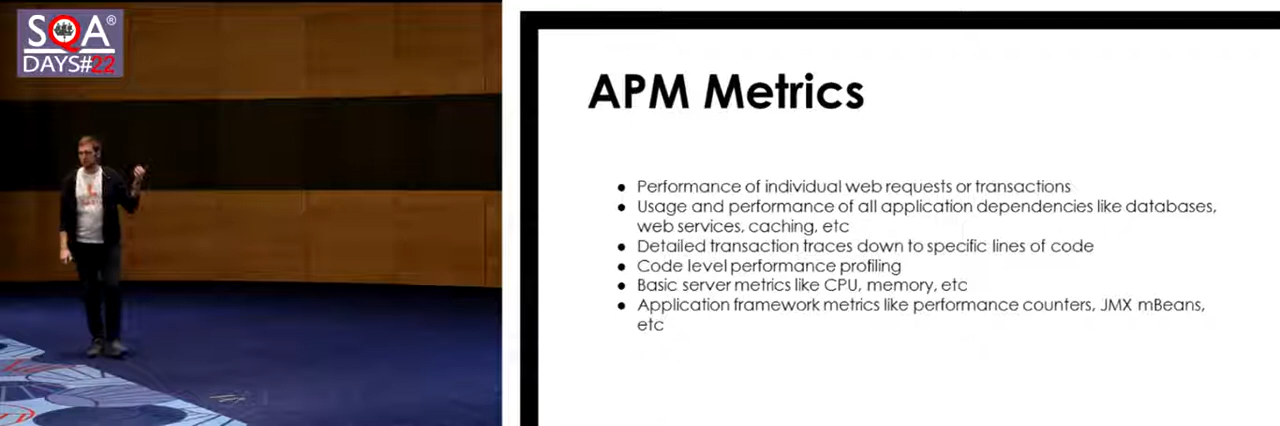 SQA®
DAYS#22
APM Metrics
● Performance of individual web requests or transactions
● Usage and performance of all application dependencies like databases,
web services, caching, etc
● Detailed transaction traces down to specific lines of code
● Code level performance profiling
● Basic server metrics like CPU, memory, etc
● Application framework metrics like performance counters, JMX mBeans,
etc